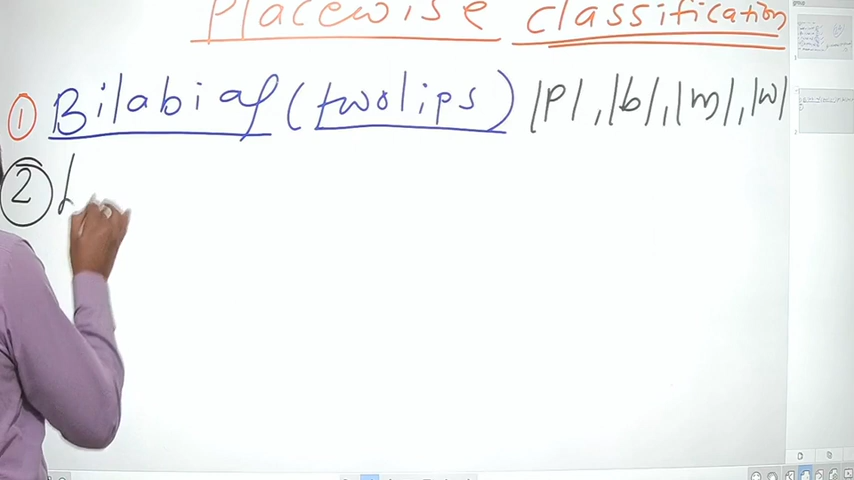 Placewise classification
① Bilabial (two lips) /p/, /b/, /m/, /w/
② L